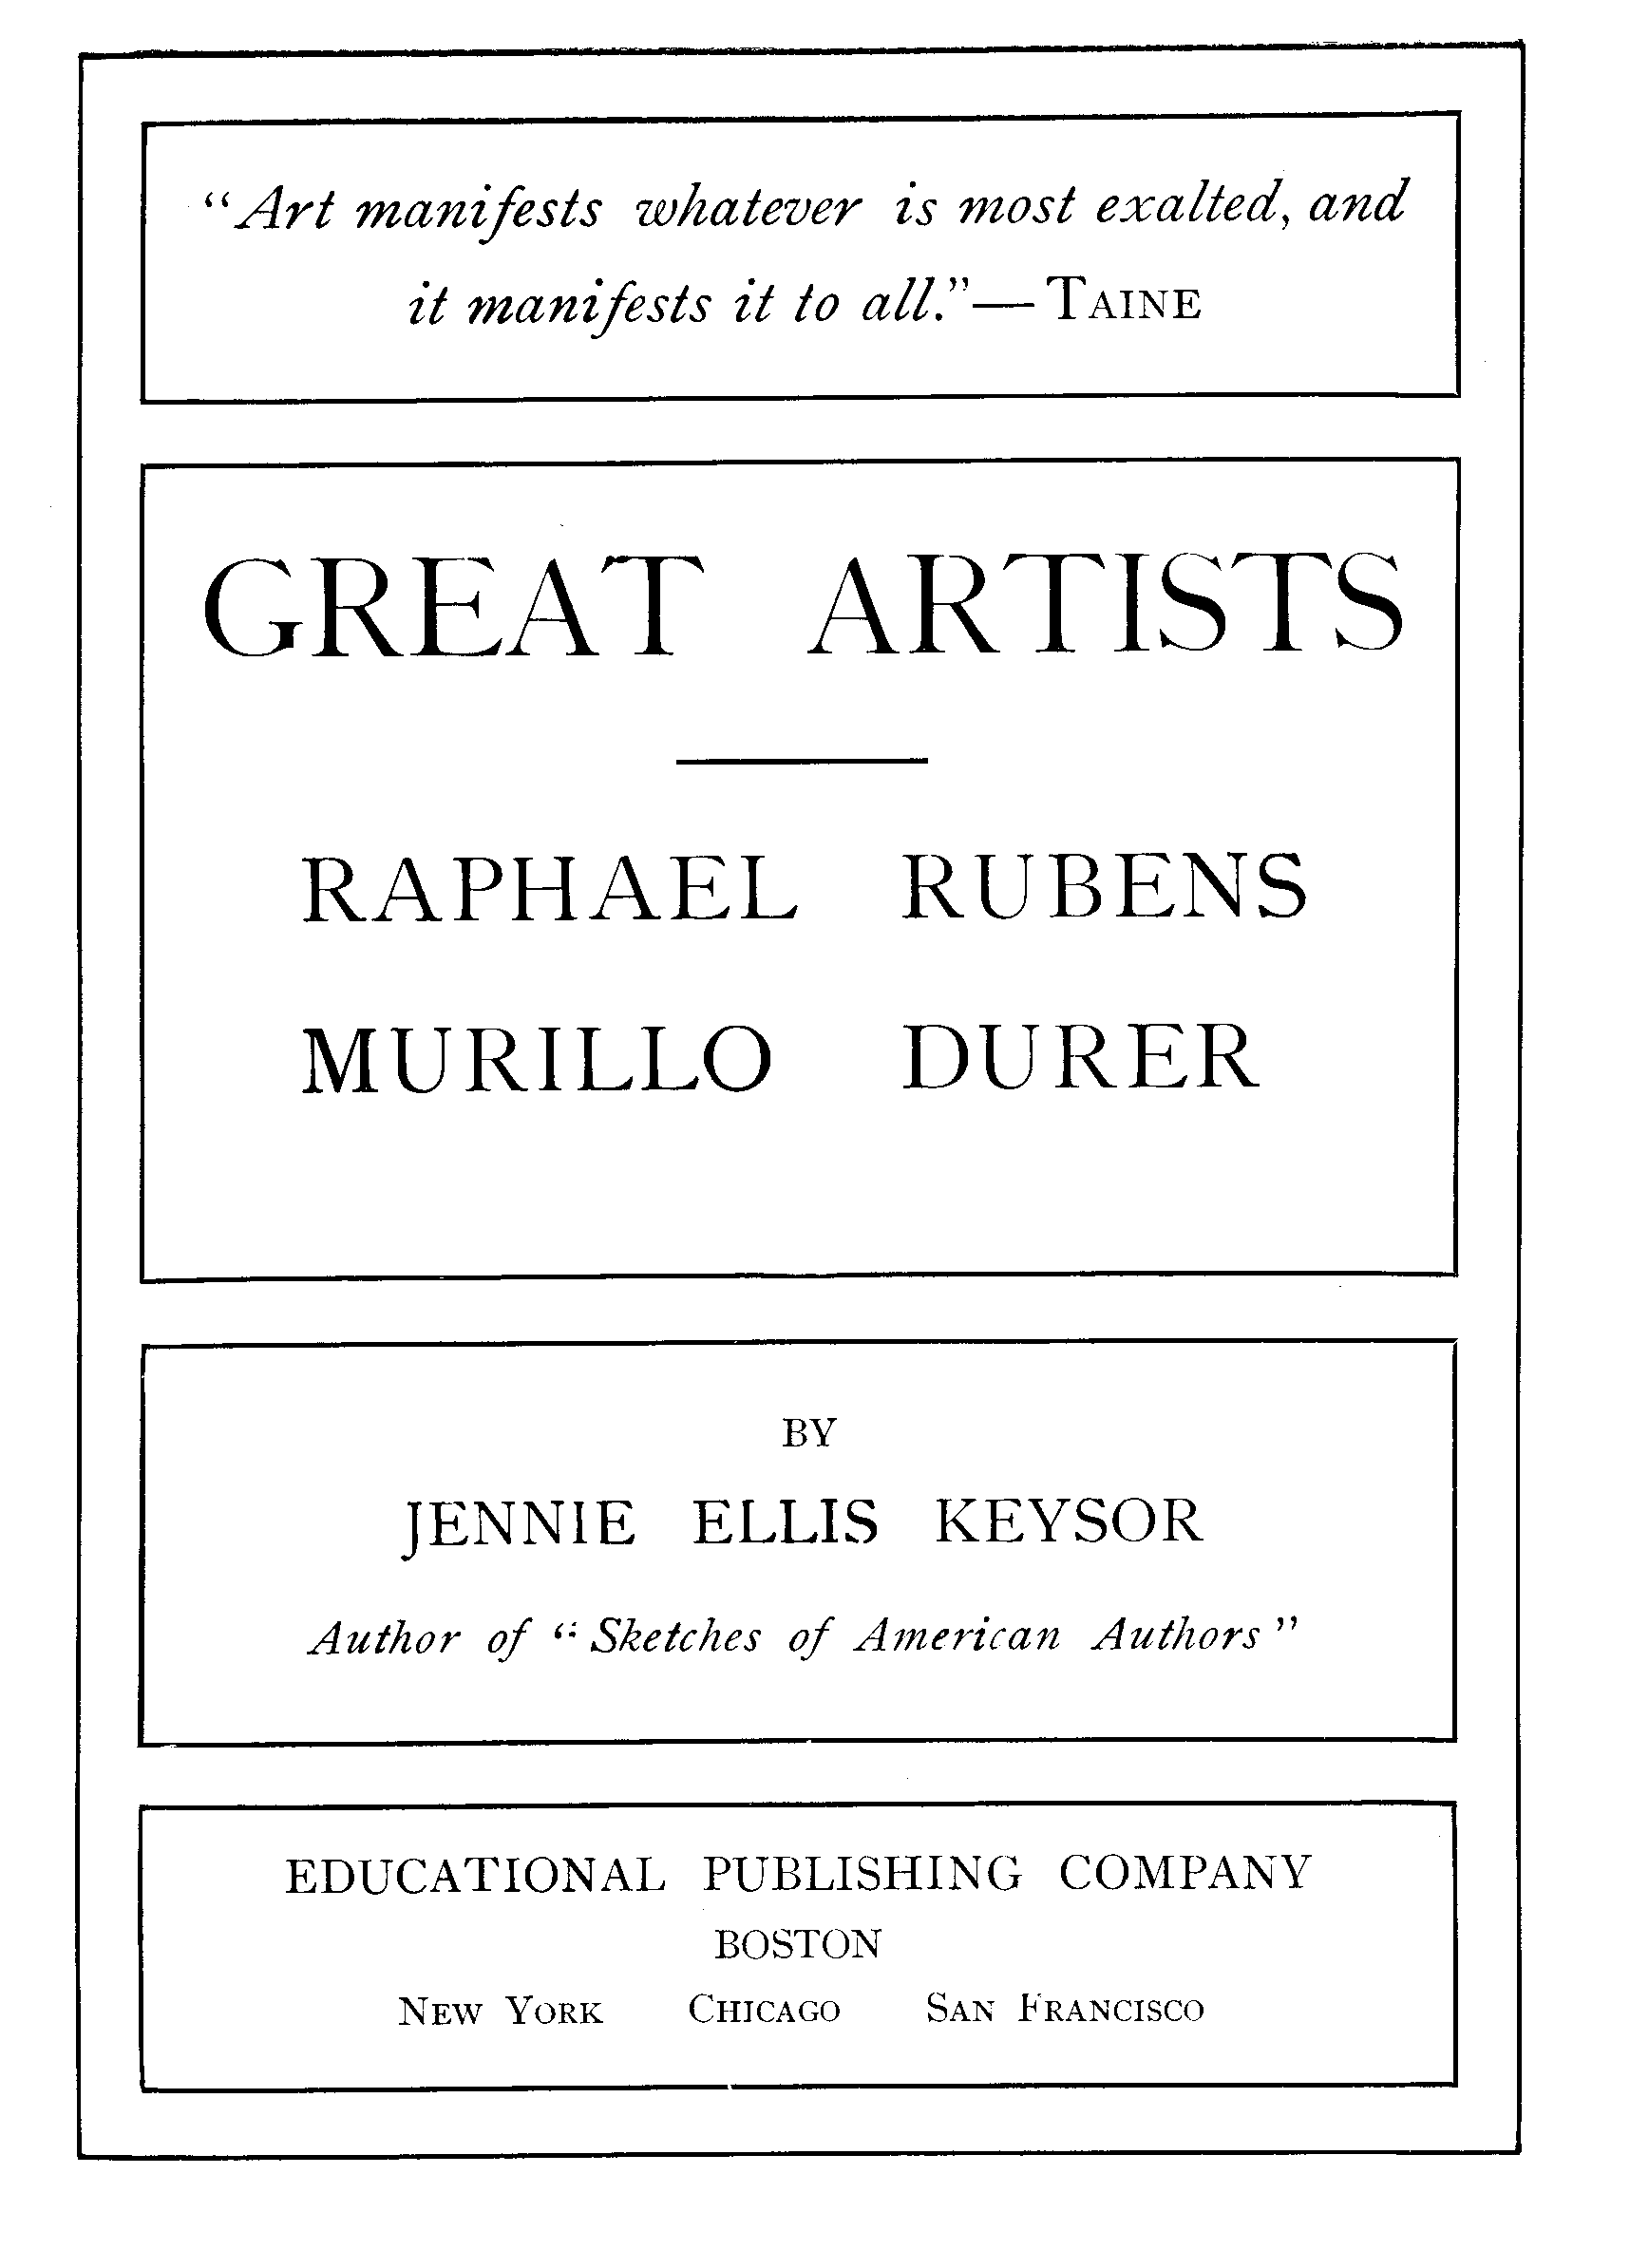 "Art manifests whatever is most exalted, and
it manifests it to all."—TAINE
GREAT ARTISTS
RAPHAEL RUBENS
MURILLO DURER
BY
JENNIE ELLIS KEYSOR
Author of "Sketches of American Authors"
EDUCATIONAL PUBLISHING COMPANY
BOSTON
NEW YORK CHICAGO SAN FRANCISCO